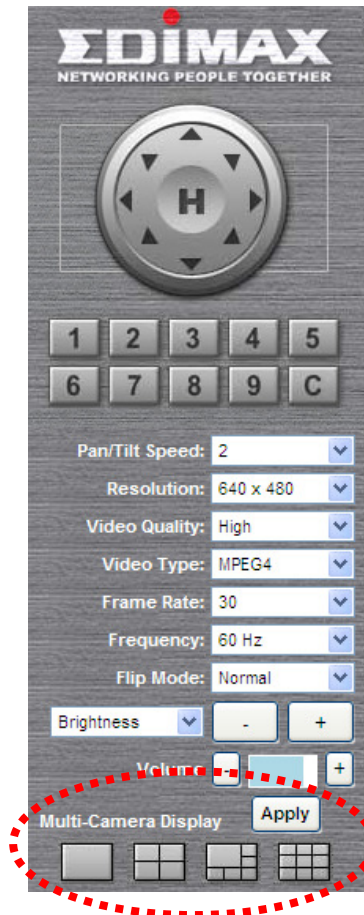 EDIMAX
NETWORKING PEOPLE TOGETHER
H
1 2 3 4 5
6 7 8 9 C
Pan/Tilt Speed: 2
Resolution: 640 x 480
Video Quality: High
Video Type: MPEG4
Frame Rate: 30
Frequency: 60 Hz
Flip Mode: Normal
Brightness - +
Volume - +
Multi-Camera Display Apply